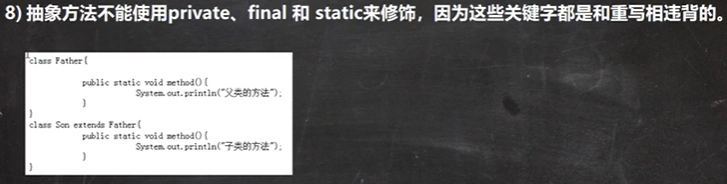 8) 抽象方法不能使用private、final 和 static来修饰，因为这些关键字都是和重写相违背的。
class Father{
public static void method(){
System.out.println("父类的方法");
}
}
class Son extends Father{
public static void method(){
System.out.println("子类的方法");
}
}